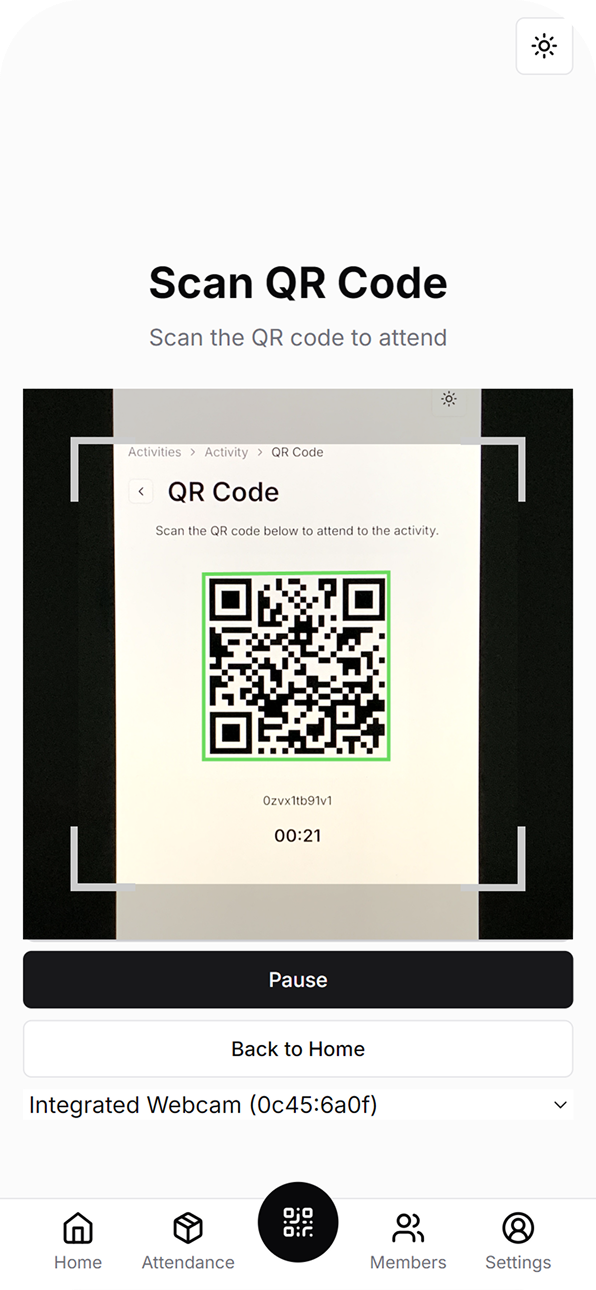 Scan QR Code
Scan the QR code to attend
Activities > Activity > QR Code
QR Code
Scan the QR code below to attend to the activity.
0zvx1tb91v1
00:21
Pause
Back to Home
Integrated Webcam (0c45:6a0f)
Home
Attendance
Members
Settings